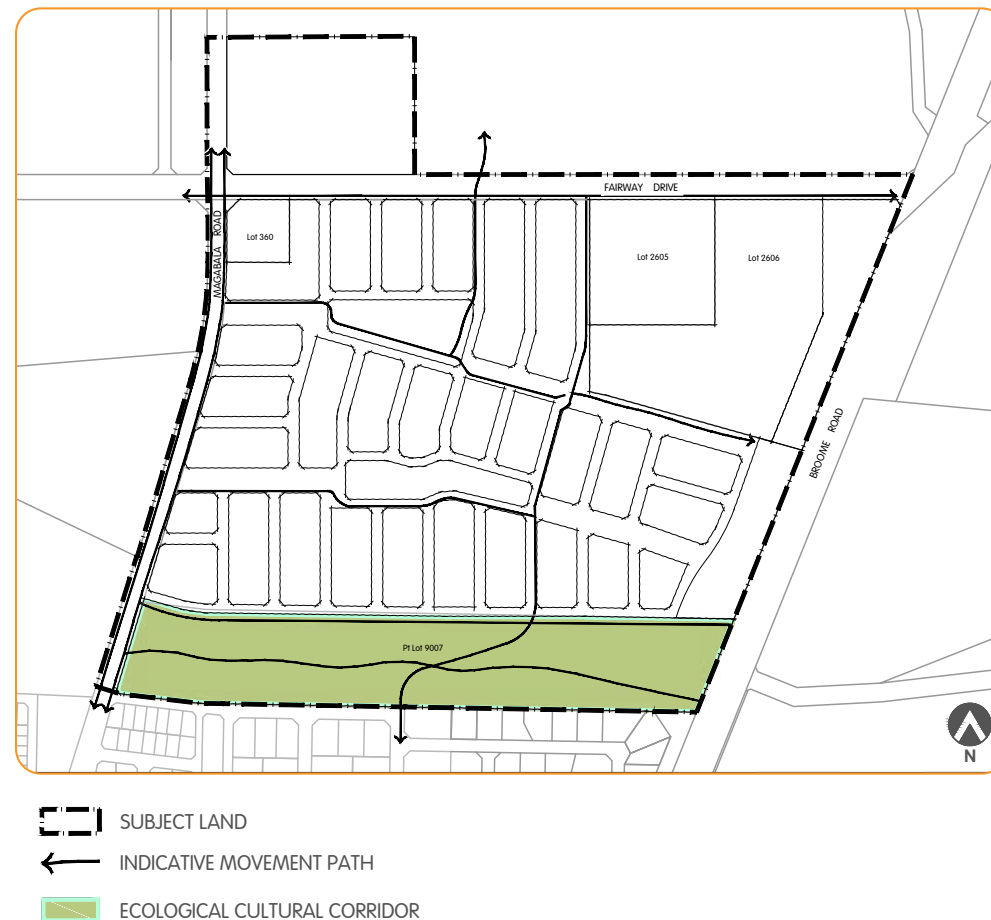 FAIRWAY DRIVE
MAGABALA ROAD
Lot 360
Lot 2605
Lot 2606
BROOME ROAD
Pt Lot 9007
N
SUBJECT LAND
INDICATIVE MOVEMENT PATH
ECOLOGICAL CULTURAL CORRIDOR